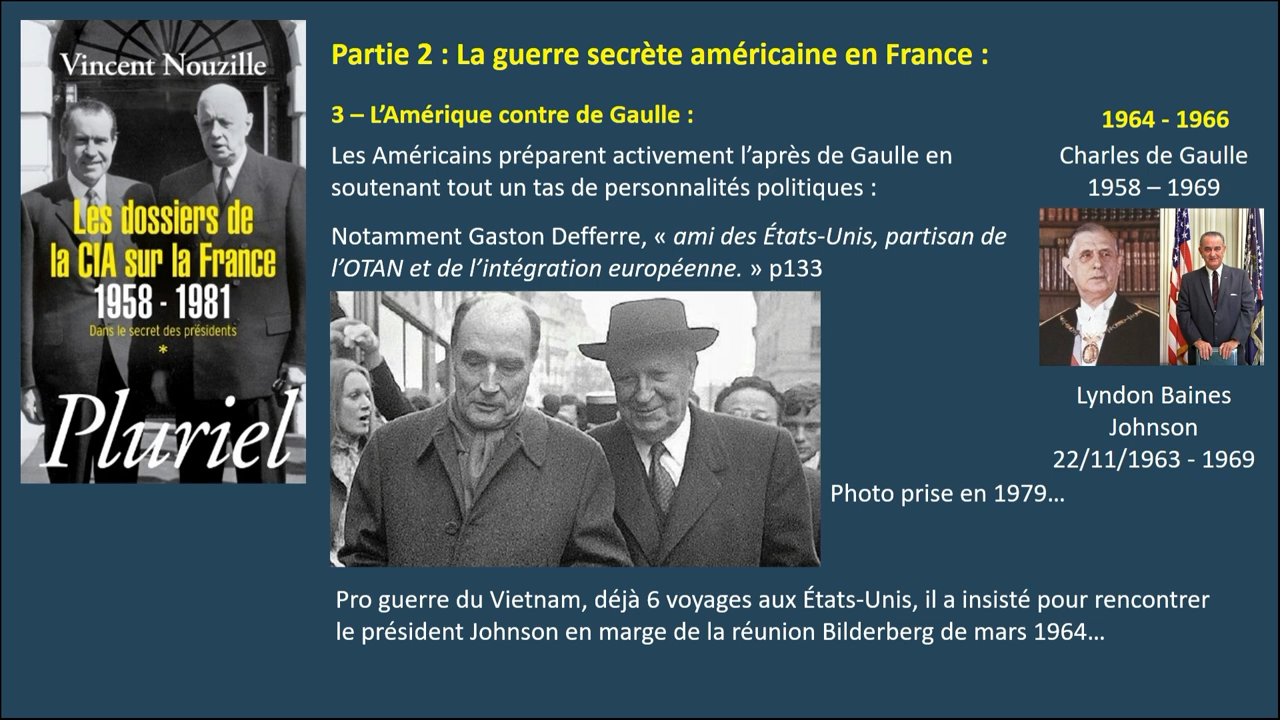 Vincent Nouzille
Les dossiers de
la CIA sur la France
1958 - 1981
Dans le secret des présidents
*
Pluriel
Partie 2 : La guerre secrète américaine en France :
3 – L’Amérique contre de Gaulle :
Les Américains préparent activement l’après de Gaulle en
soutenant tout un tas de personnalités politiques :
Notamment Gaston Defferre, « ami des États-Unis, partisan de
l’OTAN et de l’intégration européenne. » p133
1964 - 1966
Charles de Gaulle
1958 – 1969
Lyndon Baines
Johnson
22/11/1963 - 1969
Photo prise en 1979…
Pro guerre du Vietnam, déjà 6 voyages aux États-Unis, il a insisté pour rencontrer
le président Johnson en marge de la réunion Bilderberg de mars 1964…